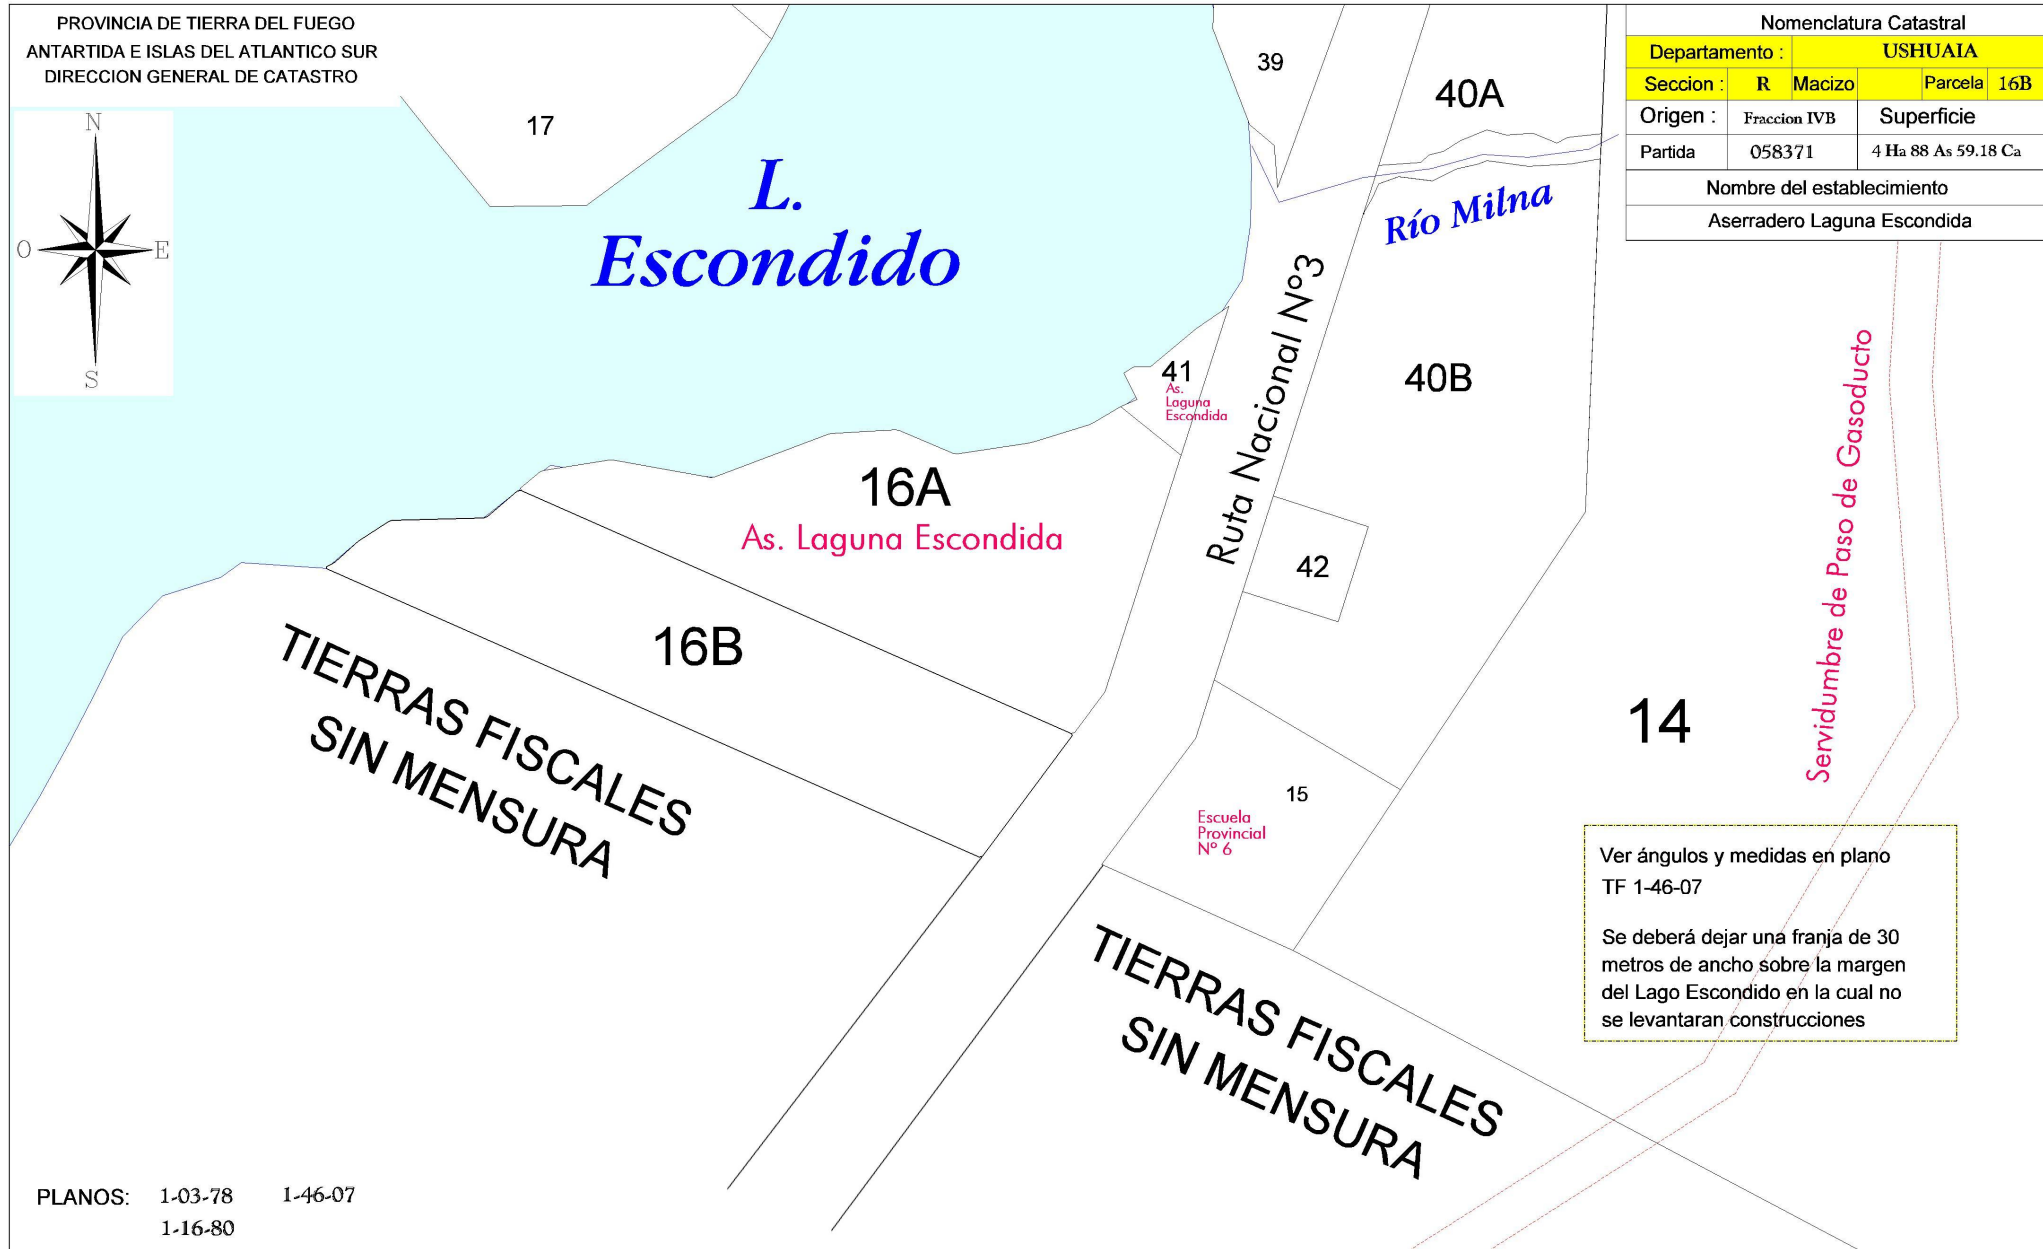 PROVINCIA DE TIERRA DEL FUEGO
ANTARTIDA E ISLAS DEL ATLANTICO SUR
DIRECCION GENERAL DE CATASTRO
N
O
E
S
Nomenclatura Catastral
Departamento : USHUAIA
Seccion : R Macizo Parcela 16B
Origen : Fraccion IVB Superficie
Partida 058371 4 Ha 88 As 59.18 Ca
Nombre del establecimiento
Aserradero Laguna Escondida
17
39
40A
L.
Escondido
Río Milna
Ruta Nacional Nº3
41
As.
Laguna
Escondida
40B
16A
As. Laguna Escondida
42
16B
TIERRAS FISCALES
SIN MENSURA
14
Servidumbre de Paso de Gasoducto
15
Escuela
Provincial
Nº 6
Ver ángulos y medidas en plano
TF 1-46-07
Se deberá dejar una franja de 30
metros de ancho sobre la margen
del Lago Escondido en la cual no
se levantaran construcciones
TIERRAS FISCALES
SIN MENSURA
PLANOS: 1-03-78 1-46-07
1-16-80